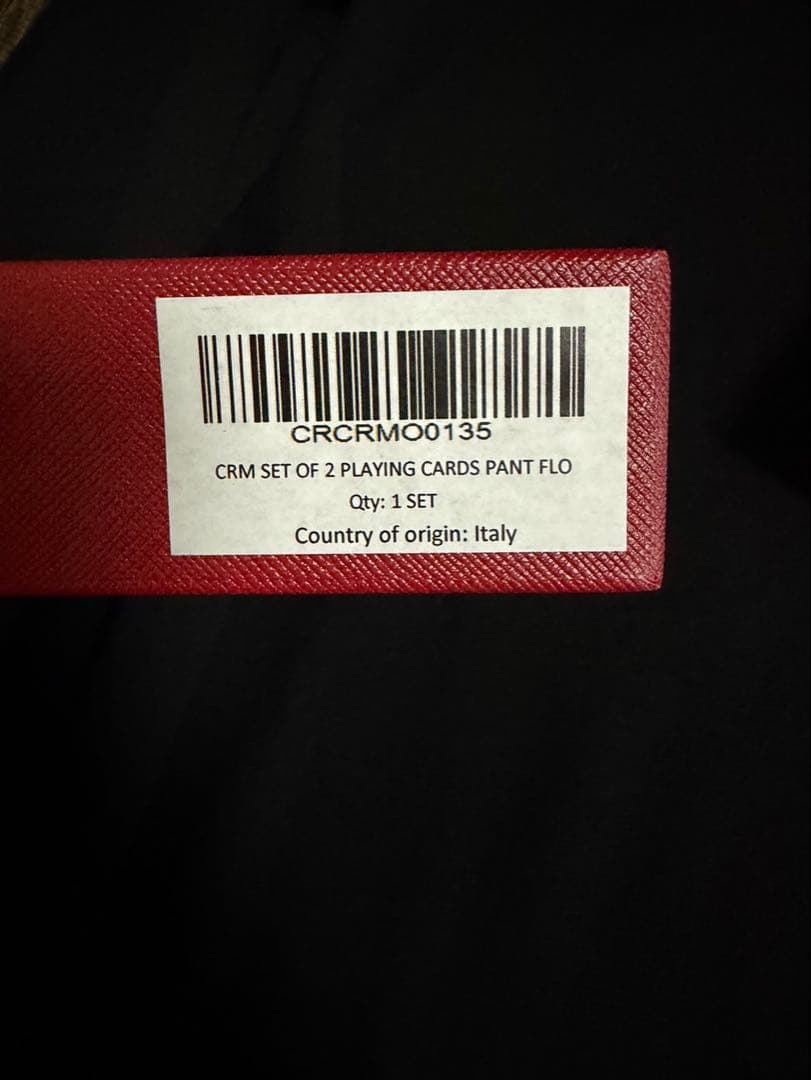 CRCRMO0135
CRM SET OF 2 PLAYING CARDS PANT FLO
Qty: 1 SET
Country of origin: Italy